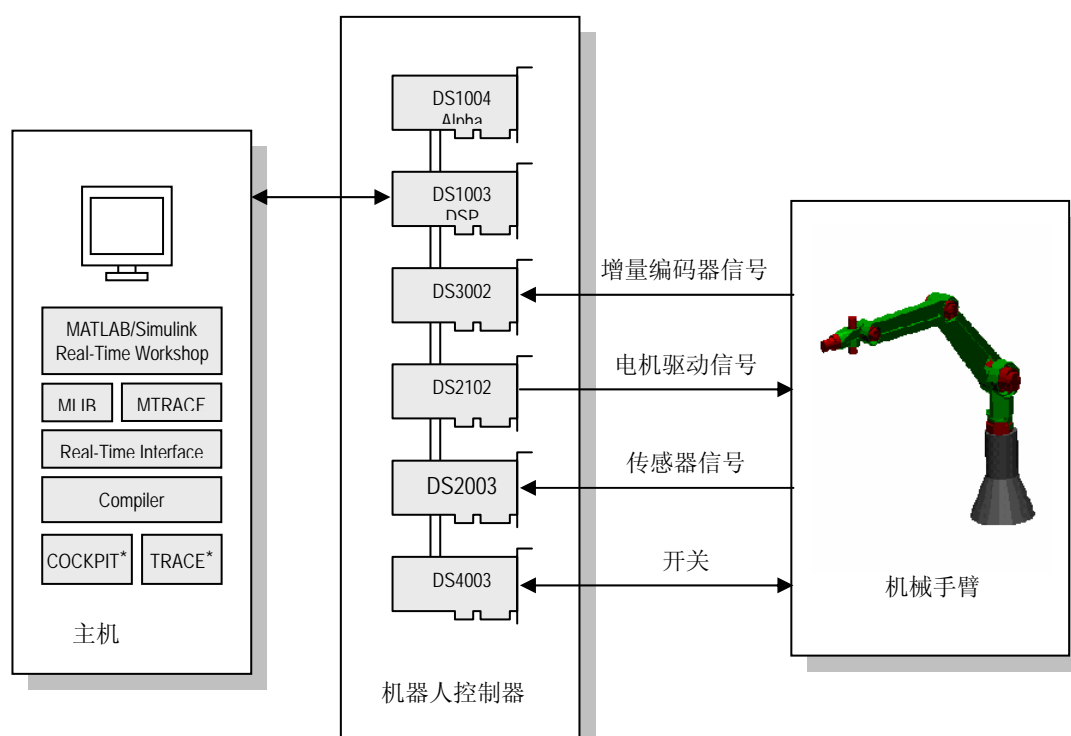 MATLAB/Simulink
Real-Time Workshop
MLIB
MTRACE
Real-Time Interface
Compiler
COCKPIT*
TRACE*
主机
DS1004
Alpha
DS1003
DSP
DS3002
DS2102
DS2003
DS4003
机器人控制器
增量编码器信号
电机驱动信号
传感器信号
开关
机械手臂